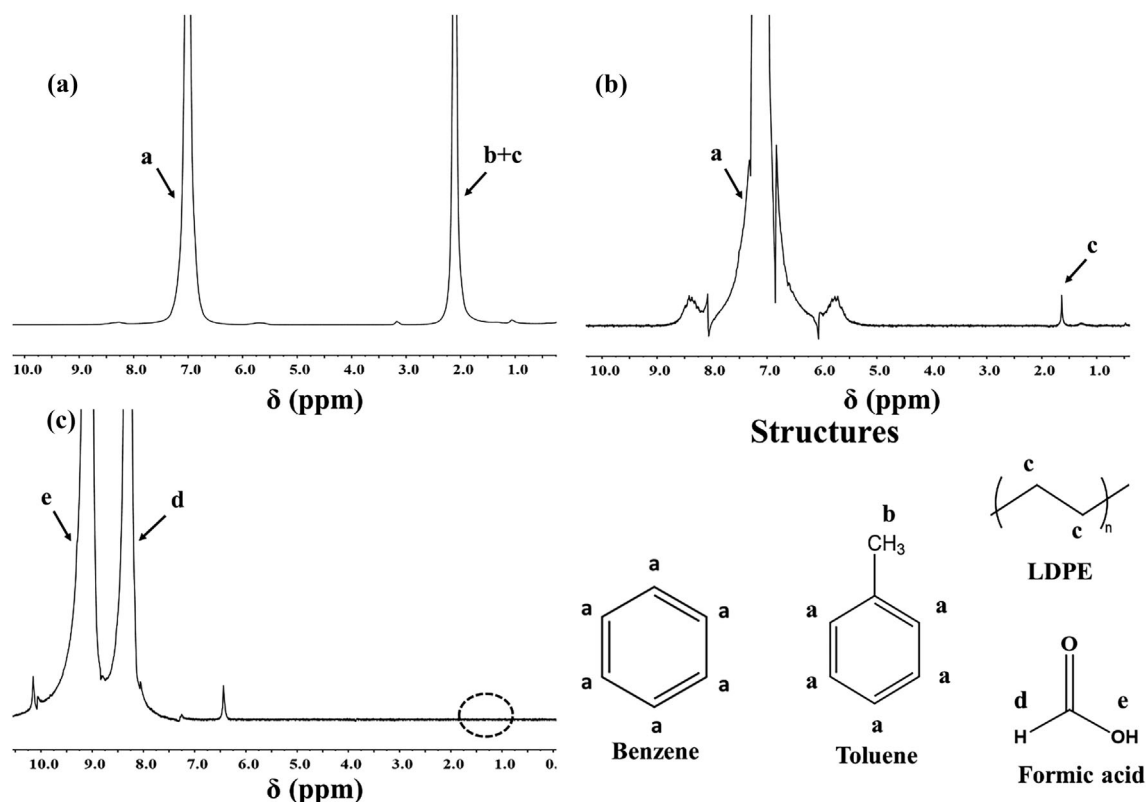 (a)
a
b+c
10.0 9.0 8.0 7.0 6.0 5.0 4.0 3.0 2.0 1.0
δ (ppm)
(b)
a
c
10.0 9.0 8.0 7.0 6.0 5.0 4.0 3.0 2.0 1.0
δ (ppm)
(c)
e
d
10.0 9.0 8.0 7.0 6.0 5.0 4.0 3.0 2.0 1.0 0.
δ (ppm)
Structures
a
a a
a a
a
Benzene
b
CH3
a a
a a
a
Toluene
c
c
n
LDPE
O
d e
H OH
Formic acid